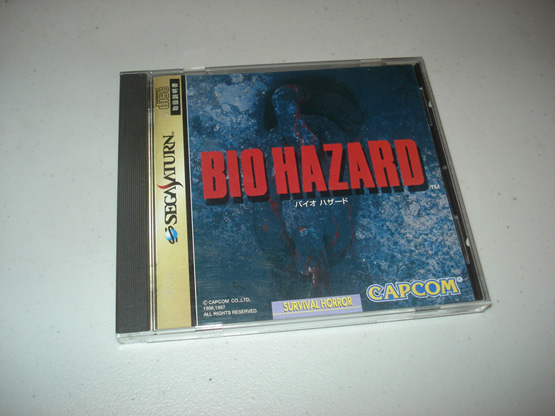 SEGA SATURN
BIO HAZARD
TM
バイオ ハザード
© CAPCOM CO.,LTD.
1996,1997
ALL RIGHTS RESERVED.
SURVIVAL HORROR
CAPCOM